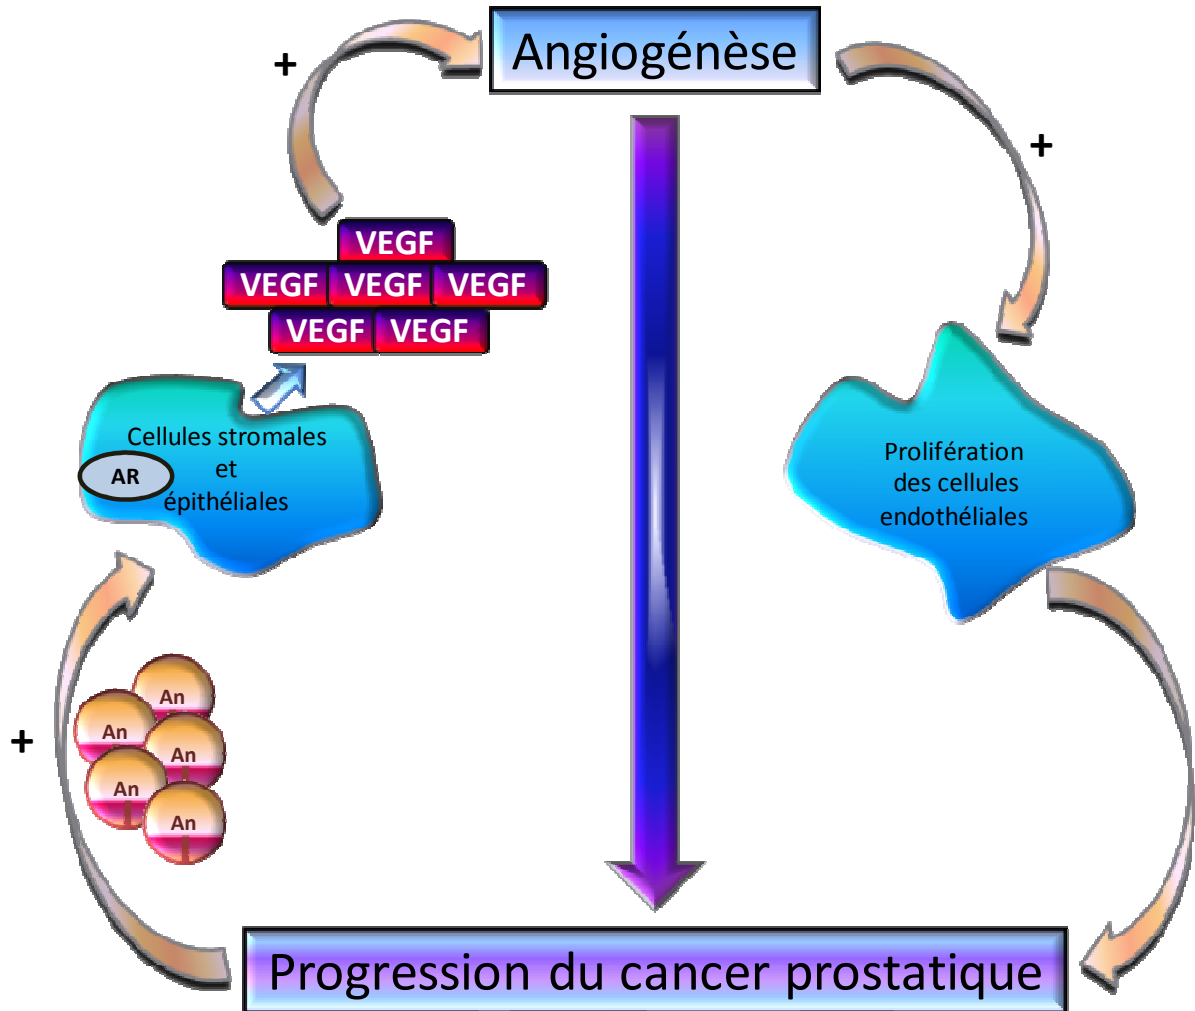 Angiogénèse
+
+
VEGF
VEGF VEGF VEGF
VEGF VEGF
Cellules stromales
et
épithéliales
AR
Prolifération
des cellules
endothéliales
An
An
An
An
An
+
Progression du cancer prostatique